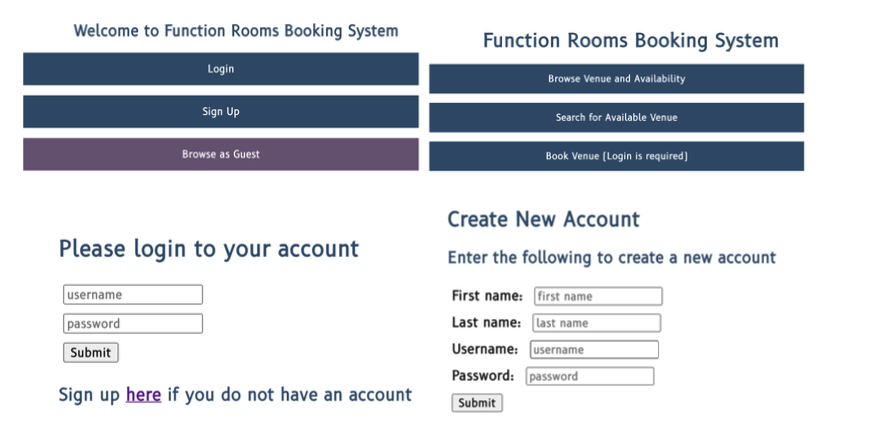 Welcome to Function Rooms Booking System
Login
Sign Up
Browse as Guest
Function Rooms Booking System
Browse Venue and Availability
Search for Available Venue
Book Venue [Login is required]
Please login to your account
username
password
Submit
Sign up here if you do not have an account
Create New Account
Enter the following to create a new account
First name: first name
Last name: last name
Username: username
Password: password
Submit